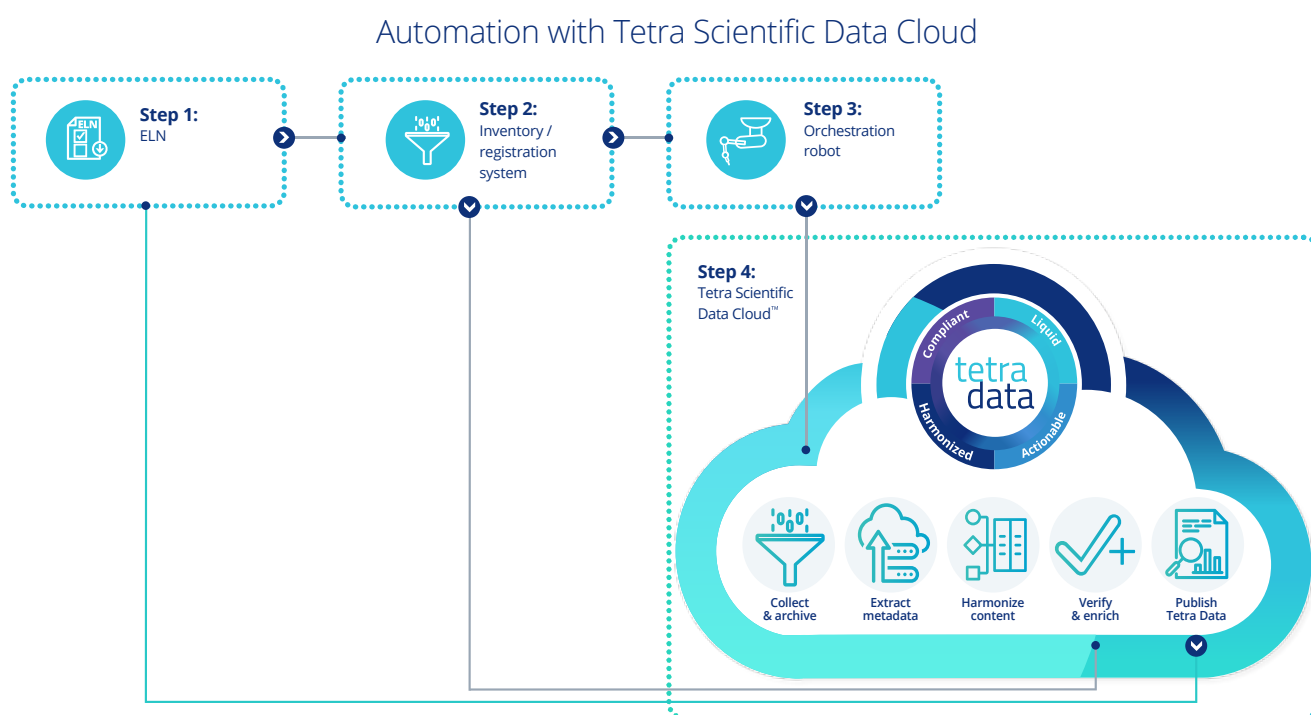 Automation with Tetra Scientific Data Cloud
Step 1:
ELN
ELN
Step 2:
Inventory /
registration
system
Step 3:
Orchestration
robot
Step 4:
Tetra Scientific
Data Cloud™
Compliant
Liquid
Harmonized
Actionable
tetra
data
Collect
& archive
Extract
metadata
Harmonize
content
Verify
& enrich
Publish
Tetra Data